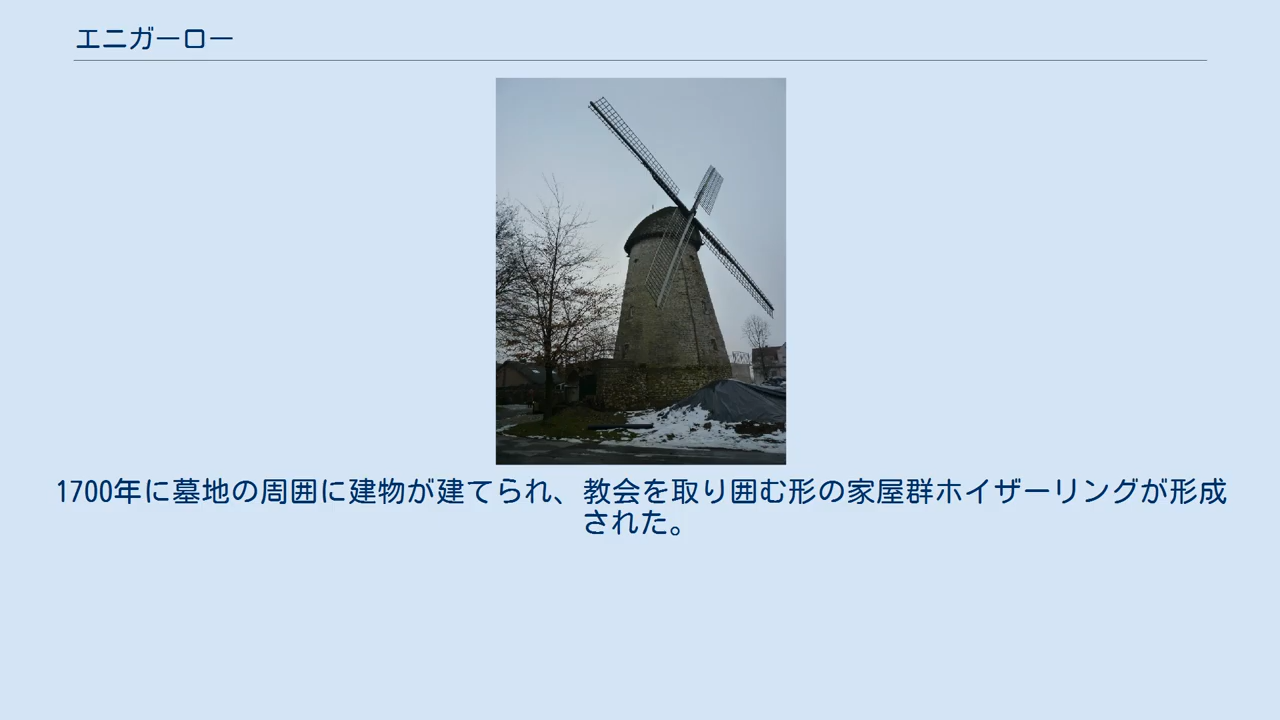 エニガーロー
1700年に墓地の周囲に建物が建てられ、教会を取り囲む形の家屋群ホイザーリングが形成
された。